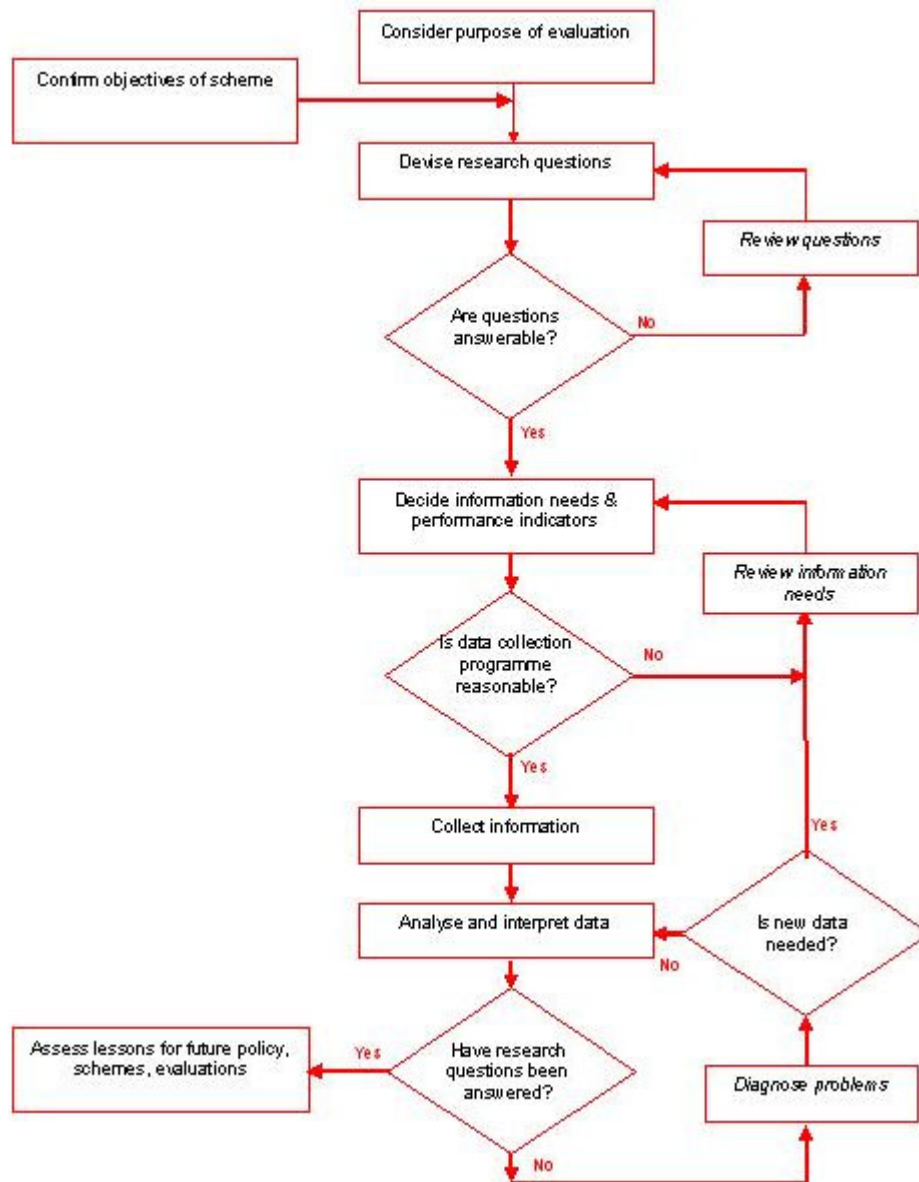 Consider purpose of evaluation
Confirm objectives of scheme
Devise research questions
Review questions
Are questions
answerable?
No
Yes
Decide information needs &
performance indicators
Review information
needs
Is data collection
programme
reasonable?
No
Yes
Collect information
Yes
Analyse and interpret data
Is new data
needed?
No
Assess lessons for future policy,
schemes, evaluations
Yes
Have research
questions been
answered?
Diagnose problems
No